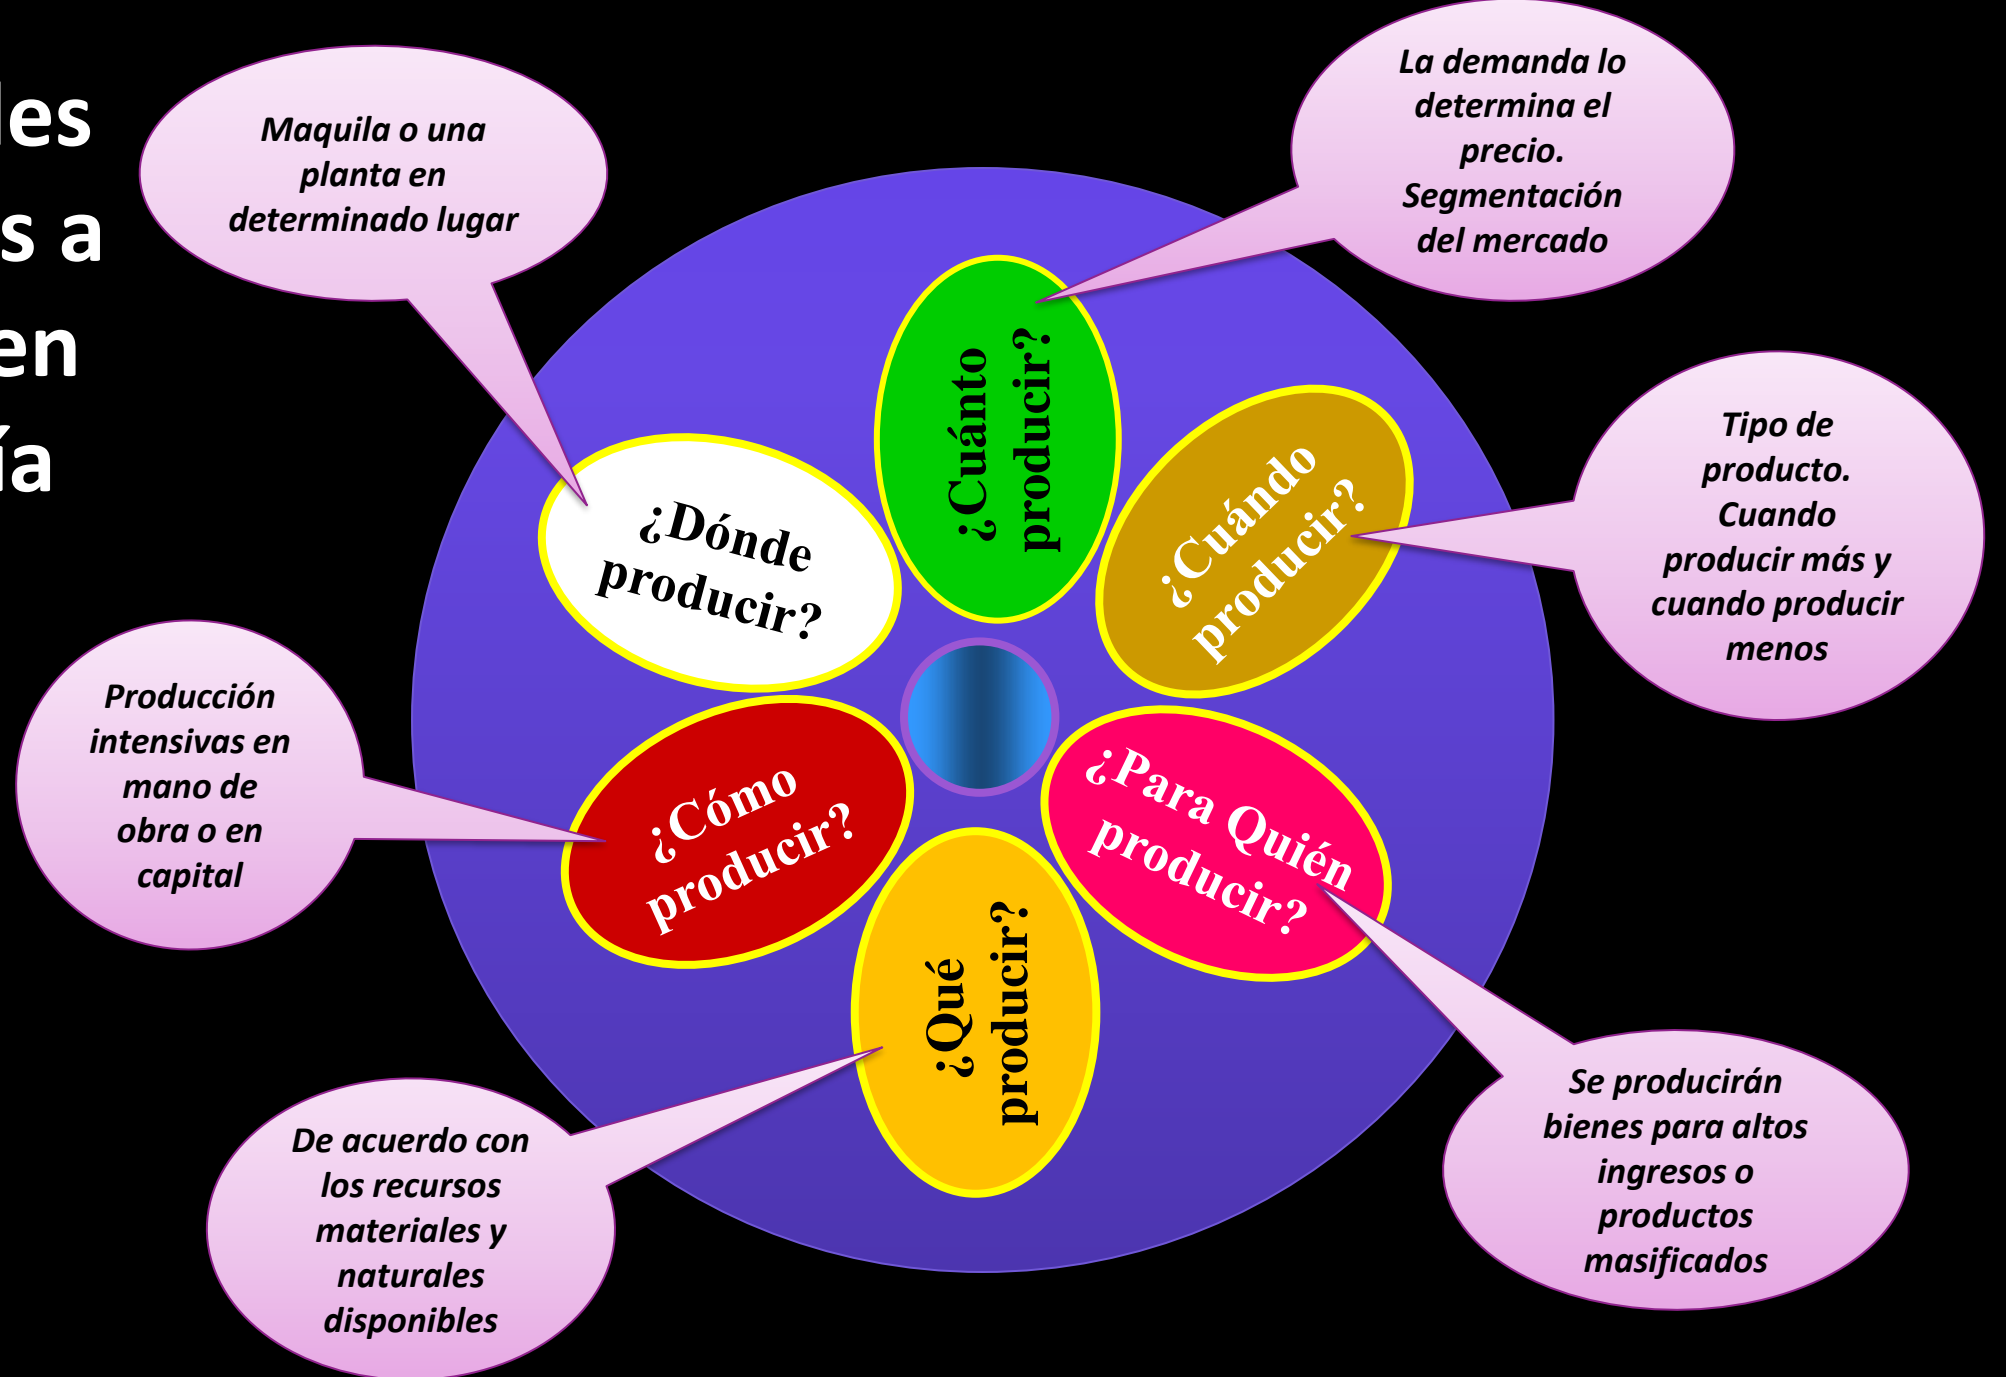 les
s a
en
ía
Maquila o una
planta en
determinado lugar
La demanda lo
determina el
precio.
Segmentación
del mercado
¿Cuánto
producir?
¿Cuándo
producir?
Tipo de
producto.
Cuando
producir más y
cuando producir
menos
¿Dónde
producir?
Producción
intensivas en
mano de
obra o en
capital
¿Cómo
producir?
¿Para Quién
producir?
¿Qué
producir?
De acuerdo con
los recursos
materiales y
naturales
disponibles
Se producirán
bienes para altos
ingresos o
productos
masificados